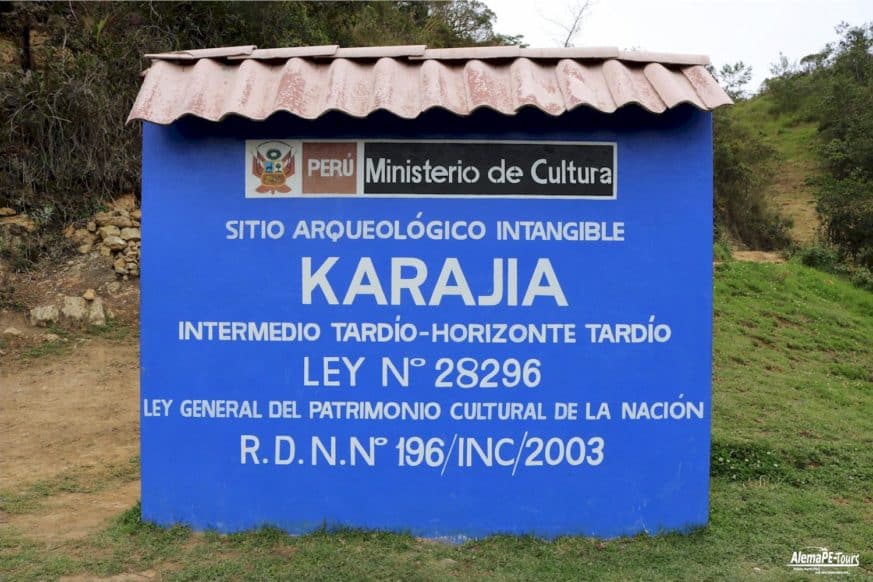 PERÚ Ministerio de Cultura
SITIO ARQUEOLÓGICO INTANGIBLE
KARAJIA
INTERMEDIO TARDÍO-HORIZONTE TARDÍO
LEY Nº 28296
LEY GENERAL DEL PATRIMONIO CULTURAL DE LA NACIÓN
R.D.N.Nº 196/INC/2003
AlemaPE-Tours